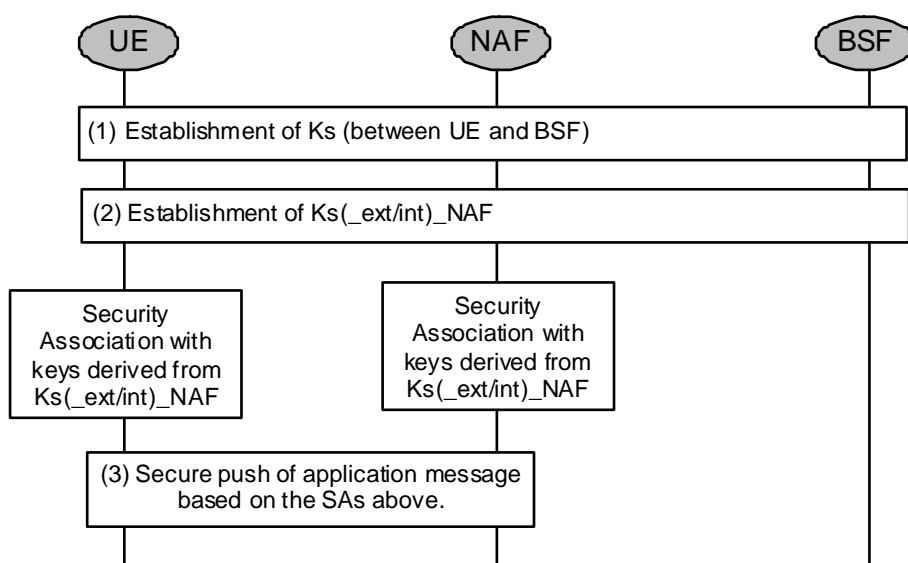 UE
NAF
BSF
(1) Establishment of Ks (between UE and BSF)
(2) Establishment of Ks(_ext/int)_NAF
Security
Association with
keys derived from
Ks(_ext/int)_NAF
Security
Association with
keys derived from
Ks(_ext/int)_NAF
(3) Secure push of application message
based on the SAs above.